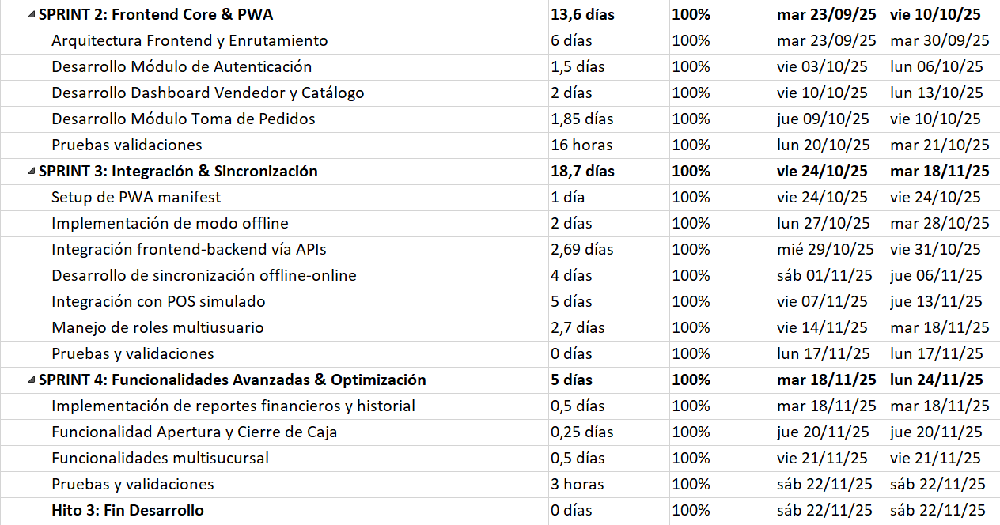 SPRINT 2: Frontend Core & PWA 13,6 días 100% mar 23/09/25 vie 10/10/25
Arquitectura Frontend y Enrutamiento 6 días 100% mar 23/09/25 mar 30/09/25
Desarrollo Módulo de Autenticación 1,5 días 100% vie 03/10/25 lun 06/10/25
Desarrollo Dashboard Vendedor y Catálogo 2 días 100% vie 10/10/25 lun 13/10/25
Desarrollo Módulo Toma de Pedidos 1,85 días 100% jue 09/10/25 vie 10/10/25
Pruebas validaciones 16 horas 100% lun 20/10/25 mar 21/10/25
SPRINT 3: Integración & Sincronización 18,7 días 100% vie 24/10/25 mar 18/11/25
Setup de PWA manifest 1 día 100% vie 24/10/25 vie 24/10/25
Implementación de modo offline 2 días 100% lun 27/10/25 mar 28/10/25
Integración frontend-backend vía APIs 2,69 días 100% mié 29/10/25 vie 31/10/25
Desarrollo de sincronización offline-online 4 días 100% sáb 01/11/25 jue 06/11/25
Integración con POS simulado 5 días 100% vie 07/11/25 jue 13/11/25
Manejo de roles multiusuario 2,7 días 100% vie 14/11/25 mar 18/11/25
Pruebas y validaciones 0 días 100% lun 17/11/25 lun 17/11/25
SPRINT 4: Funcionalidades Avanzadas & Optimización 5 días 100% mar 18/11/25 lun 24/11/25
Implementación de reportes financieros y historial 0,5 días 100% mar 18/11/25 mar 18/11/25
Funcionalidad Apertura y Cierre de Caja 0,25 días 100% jue 20/11/25 jue 20/11/25
Funcionalidades multisucursal 0,5 días 100% vie 21/11/25 vie 21/11/25
Pruebas y validaciones 3 horas 100% sáb 22/11/25 sáb 22/11/25
Hito 3: Fin Desarrollo 0 días 100% sáb 22/11/25 sáb 22/11/25